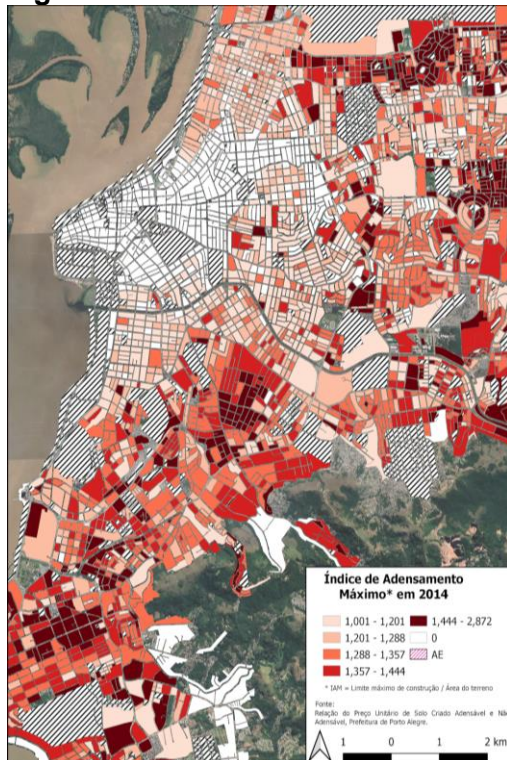 Índice de Adensamento
Máximo* em 2014
1,001 - 1,201
1,201 - 1,288
1,288 - 1,357
1,357 - 1,444
1,444 - 2,872
0
AE
* IAM = Limite máximo de construção / Área do terreno
Fonte:
Relação do Preço Unitário de Solo Criado Adensável e Não
Adensável, Prefeitura de Porto Alegre.
1 0 1 2 km